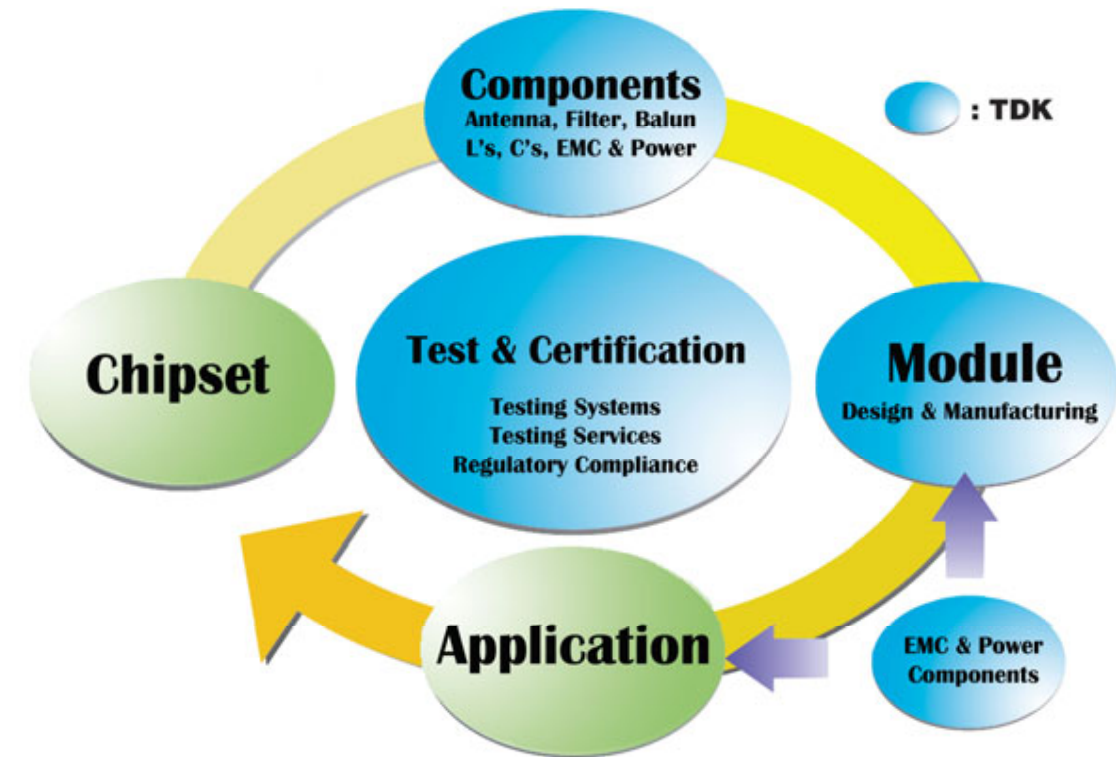 Components
Antenna, Filter, Balun
L's, C's, EMC & Power
: TDK
Chipset
Test & Certification
Testing Systems
Testing Services
Regulatory Compliance
Module
Design & Manufacturing
Application
EMC & Power
Components